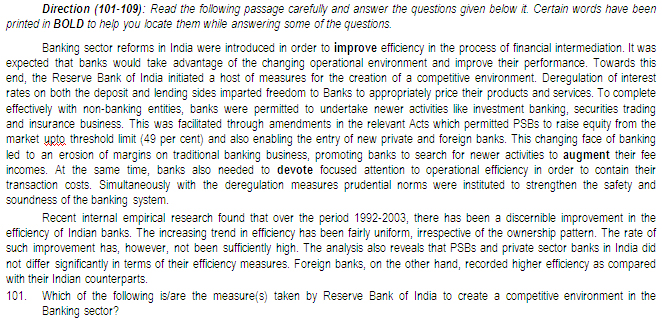 Direction (101-109): Read the following passage carefully and answer the questions given below it. Certain words have been
printed in BOLD to help you locate them while answering some of the questions.
Banking sector reforms in India were introduced in order to improve efficiency in the process of financial intermediation. It was
expected that banks would take advantage of the changing operational environment and improve their performance. Towards this
end, the Reserve Bank of India initiated a host of measures for the creation of a competitive environment. Deregulation of interest
rates on both the deposit and lending sides imparted freedom to Banks to appropriately price their products and services. To complete
effectively with non-banking entities, banks were permitted to undertake newer activities like investment banking, securities trading
and insurance business. This was facilitated through amendments in the relevant Acts which permitted PSBs to raise equity from the
market upto threshold limit (49 per cent) and also enabling the entry of new private and foreign banks. This changing face of banking
led to an erosion of margins on traditional banking business, promoting banks to search for newer activities to augment their fee
incomes. At the same time, banks also needed to devote focused attention to operational efficiency in order to contain their
transaction costs. Simultaneously with the deregulation measures prudential norms were instituted to strengthen the safety and
soundness of the banking system.
Recent internal empirical research found that over the period 1992-2003, there has been a discernible improvement in the
efficiency of Indian banks. The increasing trend in efficiency has been fairly uniform, irrespective of the ownership pattern. The rate of
such improvement has, however, not been sufficiently high. The analysis also reveals that PSBs and private sector banks in India did
not differ significantly in terms of their efficiency measures. Foreign banks, on the other hand, recorded higher efficiency as compared
with their Indian counterparts.
101. Which of the following is/are the measure(s) taken by Reserve Bank of India to create a competitive environment in the
Banking sector?